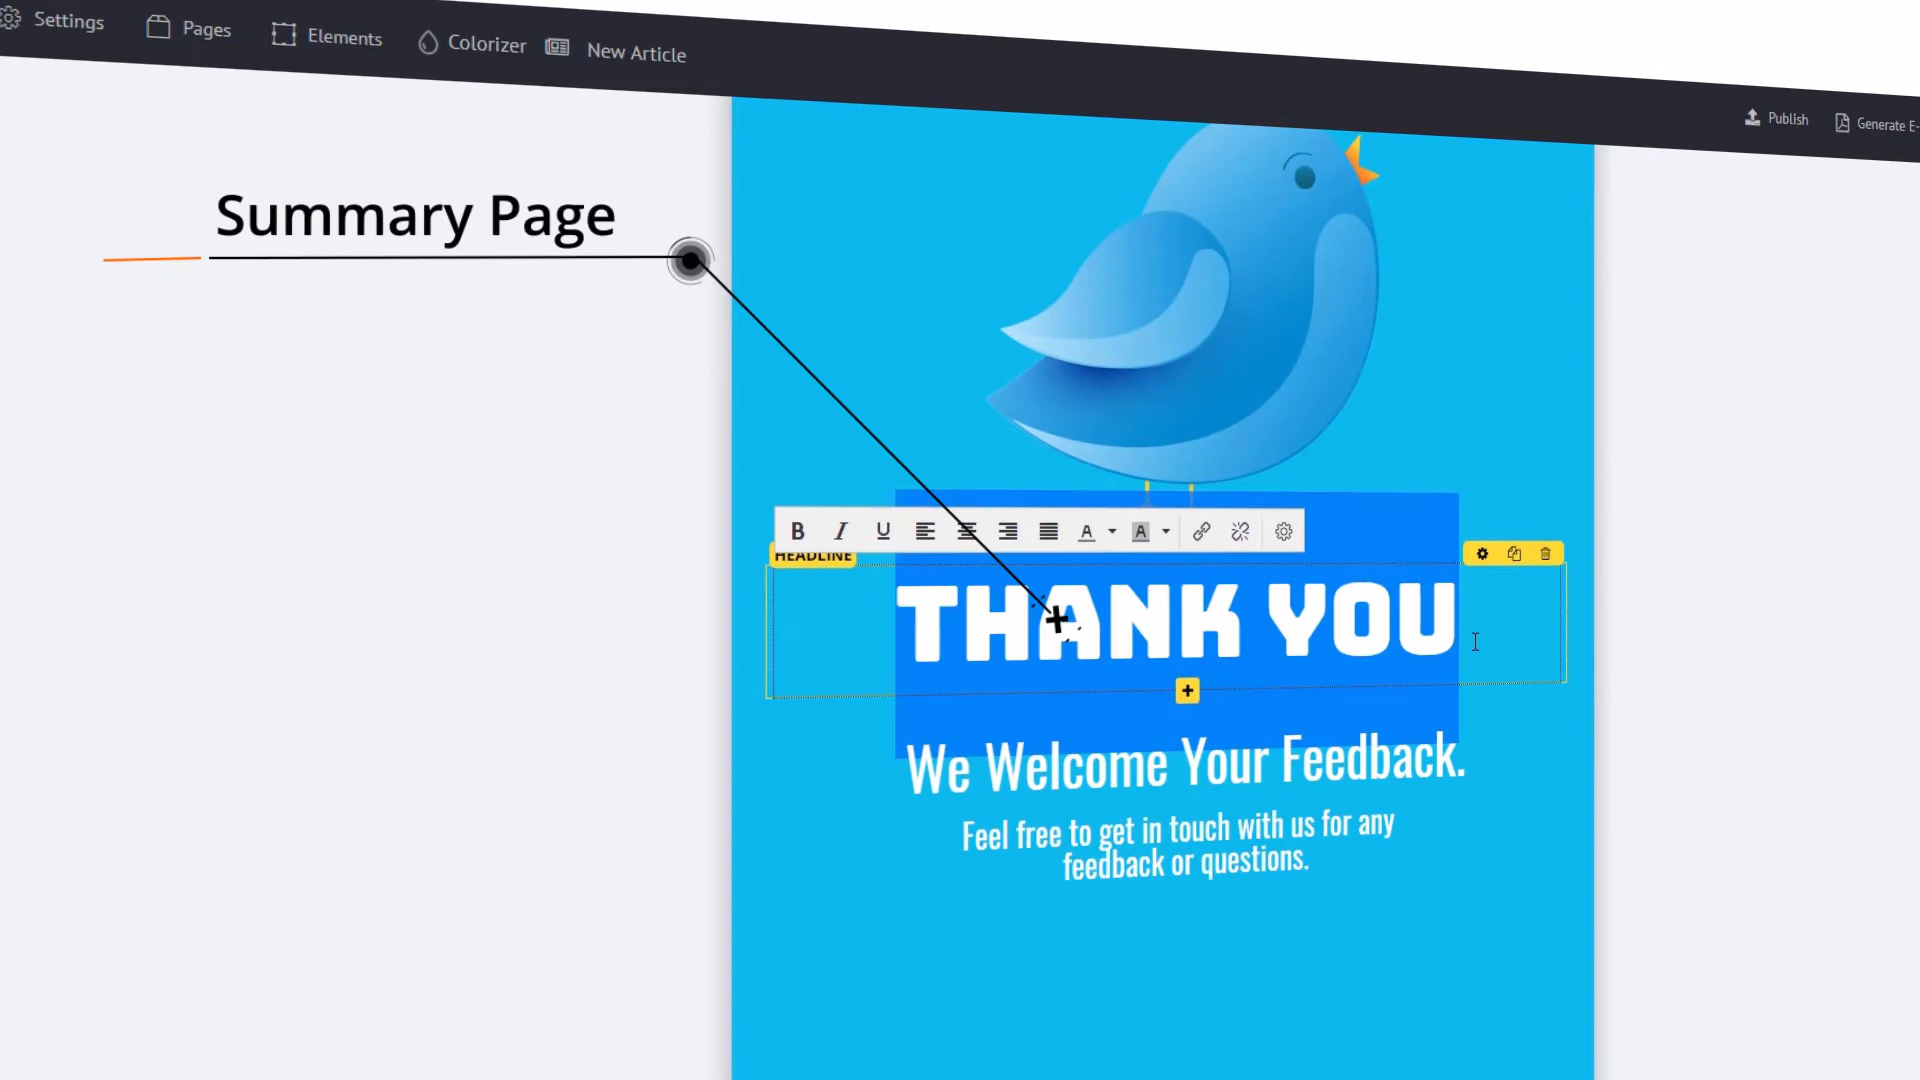 Settings
Pages
Elements
Colorizer
New Article
Publish
Generate E-
Summary Page
B I U A A
HEADLINE
THANK YOU
We Welcome Your Feedback.
Feel free to get in touch with us for any
feedback or questions.